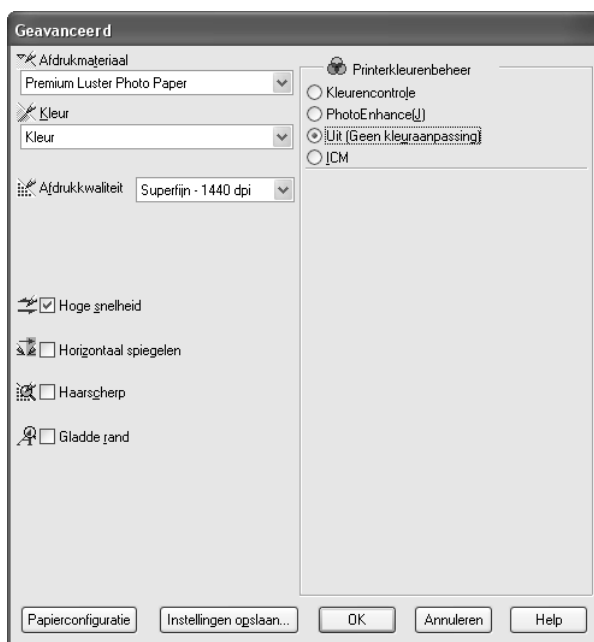 Geavanceerd
Afdrukmateriaal
Premium Luster Photo Paper
Kleur
Kleur
Afdrukkwaliteit Superfijn - 1440 dpi
Hoge snelheid
Horizontaal spiegelen
Haarscherp
Gladde rand
Printerkleurenbeheer
Kleurencontrole
PhotoEnhance(J)
Uit (Geen kleuraanpassing)
ICM
Papierconfiguratie Instellingen opslaan... OK Annuleren Help